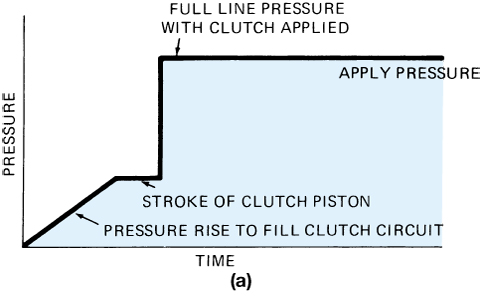 FULL LINE PRESSURE
WITH CLUTCH APPLIED
APPLY PRESSURE
PRESSURE
STROKE OF CLUTCH PISTON
PRESSURE RISE TO FILL CLUTCH CIRCUIT
TIME
(a)